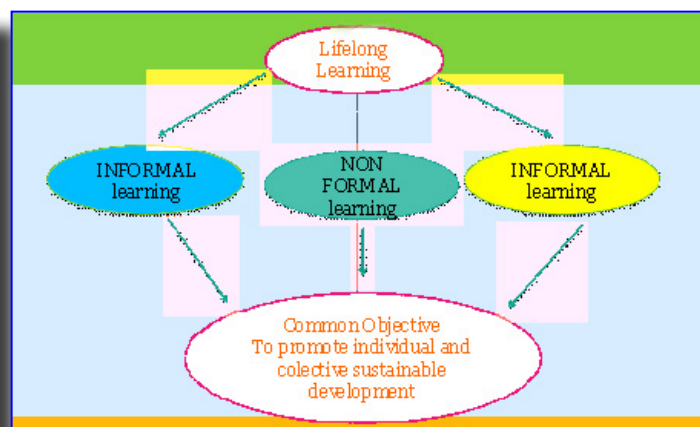 Lifelong
Learning
INFORMAL
learning
NON
FORMAL
learning
INFORMAL
learning
Common Objective
To promote individual and
colective sustainable
development